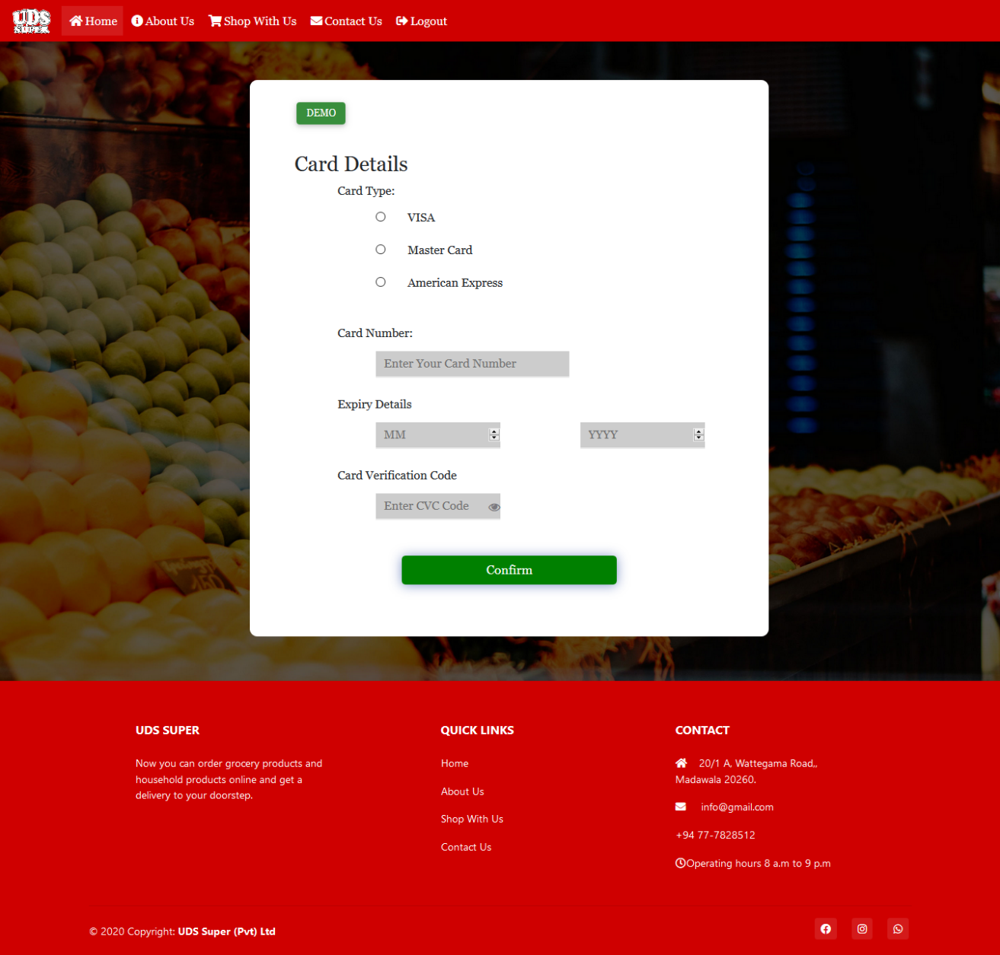 UDS
SUPER
Home
About Us
Shop With Us
Contact Us
Logout
DEMO
Card Details
Card Type:
VISA
Master Card
American Express
Card Number:
Enter Your Card Number
Expiry Details
MM
YYYY
Card Verification Code
Enter CVC Code
Confirm
UDS SUPER
Now you can order grocery products and
household products online and get a
delivery to your doorstep.
QUICK LINKS
Home
About Us
Shop With Us
Contact Us
CONTACT
20/1 A, Wattegama Road,,
Madawala 20260.
info@gmail.com
+94 77-7828512
Operating hours 8 a.m to 9 p.m
© 2020 Copyright: UDS Super (Pvt) Ltd